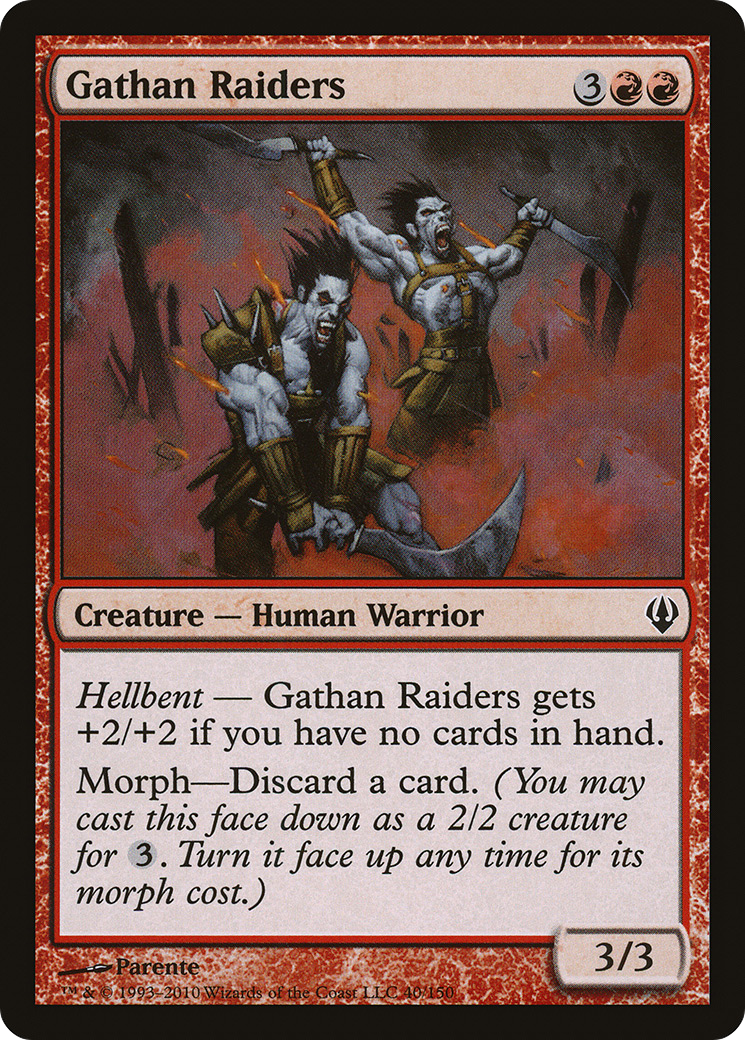 Gathan Raiders 3
Creature — Human Warrior
Hellbent — Gathan Raiders gets
+2/+2 if you have no cards in hand.
Morph—Discard a card. (You may
cast this face down as a 2/2 creature
for 3. Turn it face up any time for its
morph cost.)
3/3
Parente
™ & © 1993–2010 Wizards of the Coast LLC 40/150